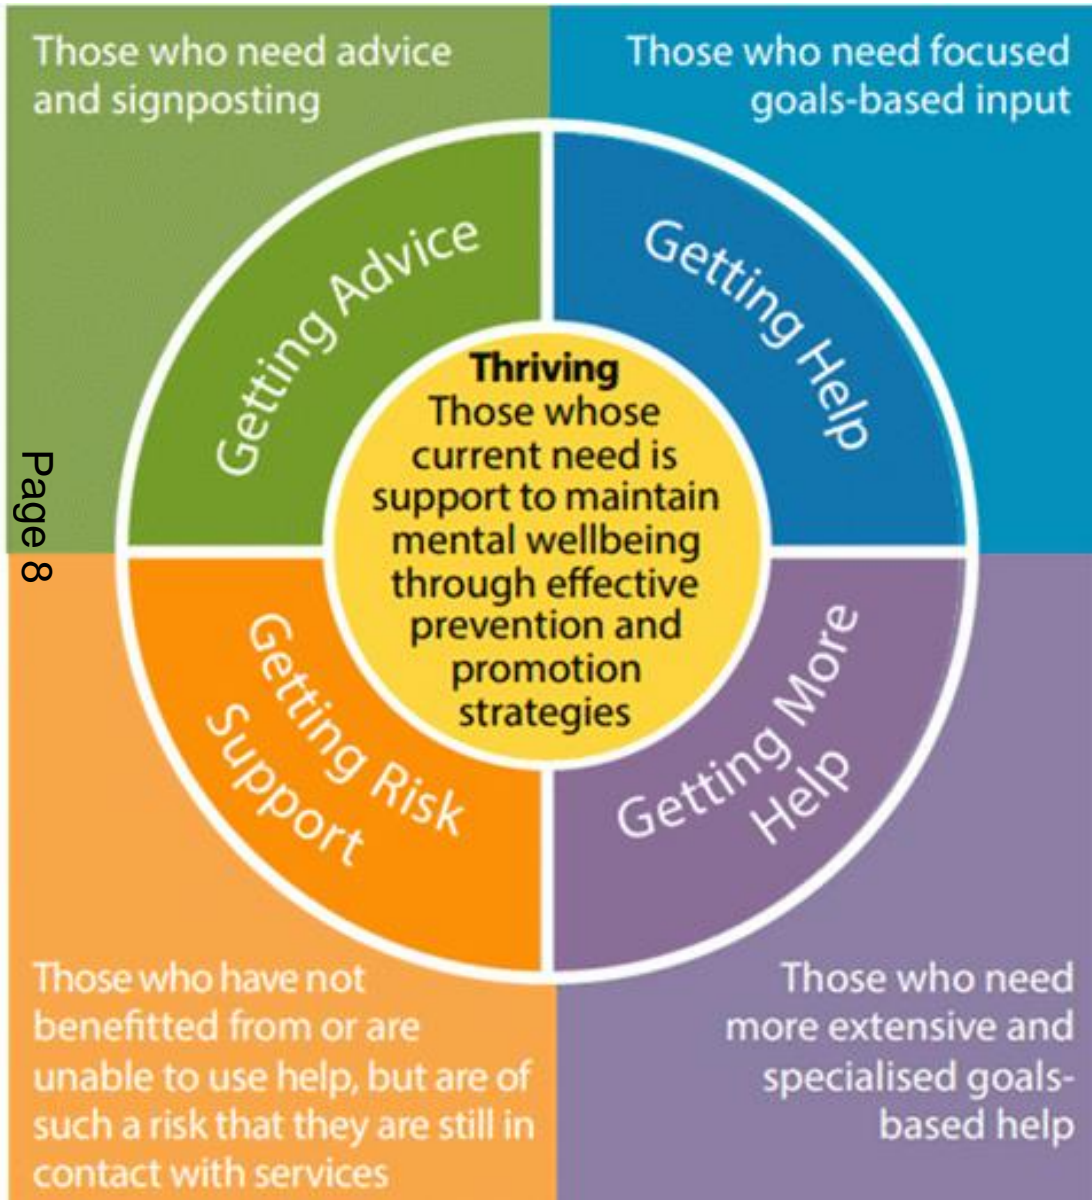 Those who need advice
and signposting
Those who need focused
goals-based input
Getting Advice
Getting Help
Thriving
Those whose
current need is
support to maintain
mental wellbeing
through effective
prevention and
promotion
strategies
Page 8
Getting Risk
Support
Getting More
Help
Those who have not
benefitted from or are
unable to use help, but are of
such a risk that they are still in
contact with services
Those who need
more extensive and
specialised goals-
based help